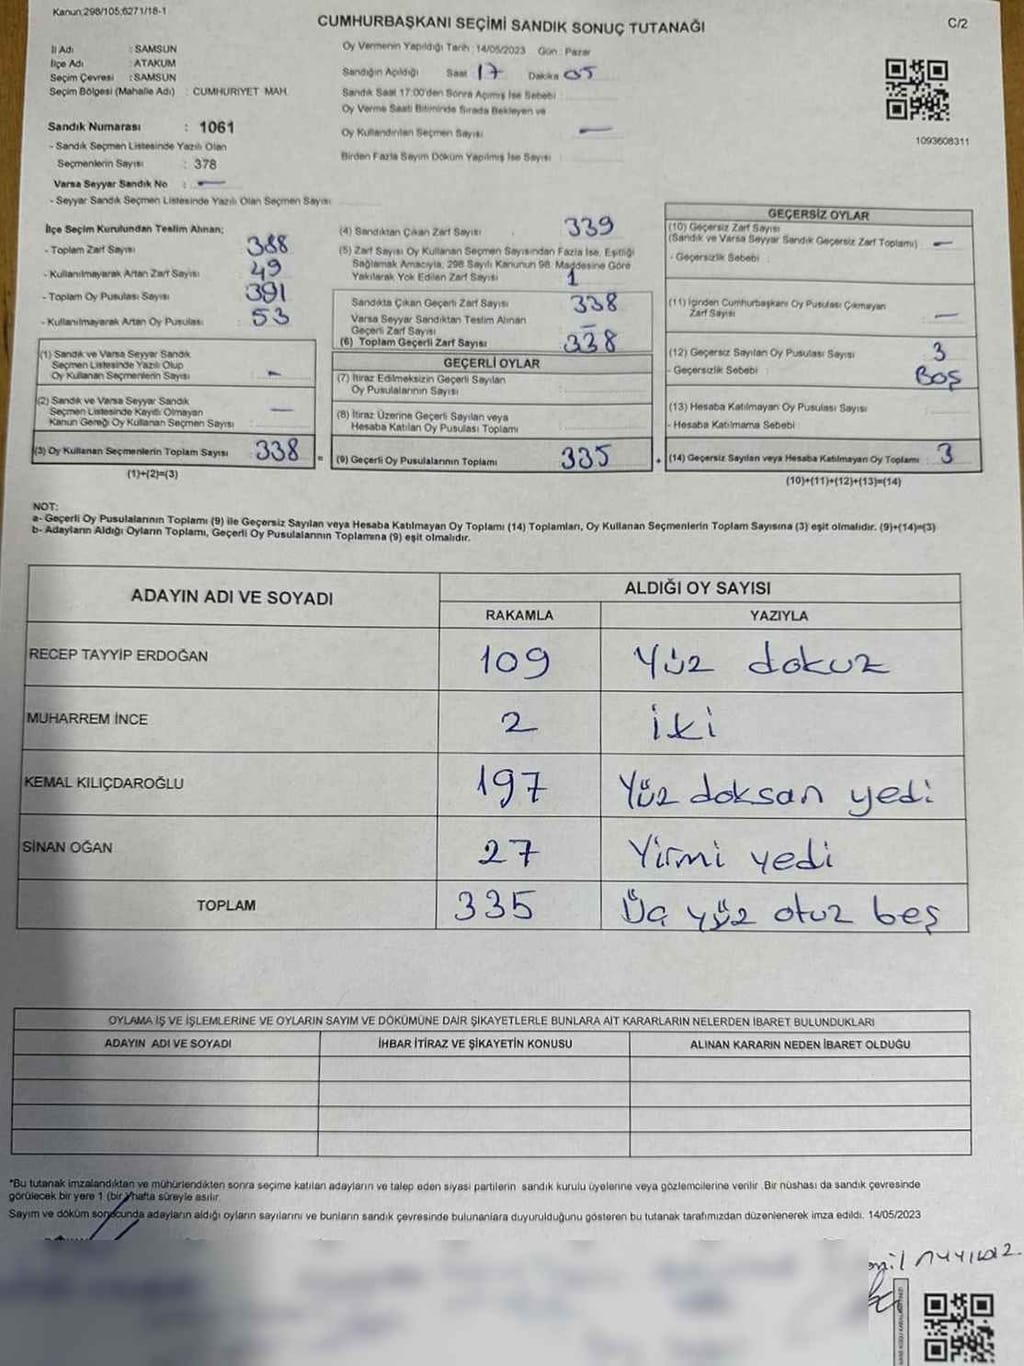 Kanun:298/105;6271/18-1
CUMHURBAŞKANI SEÇİMİ SANDIK SONUÇ TUTANAĞI
C/2
İl Adı : SAMSUN
İlçe Adı : ATAKUM
Seçim Çevresi : SAMSUN
Seçim Bölgesi (Mahalle Adı) : CUMHURİYET MAH.
Sandık Numarası : 1061
- Sandık Seçmen Listesinde Yazılı Olan
Seçmenlerin Sayısı : 378
Varsa Seyyar Sandık No : —
- Seyyar Sandık Seçmen Listesinde Yazılı Olan Seçmen Sayısı
Oy Vermenin Yapıldığı Tarih : 14/05/2023 Gün : Pazar
Sandığın Açıldığı Saat 17 Dakika 05
Sandık Saat 17:00'den Sonra Açılmış İse Sebebi :
Oy Verme Saati Bitiminde Sırada Bekleyen ve
Oy Kullandırılan Seçmen Sayısı : —
Birden Fazla Sayım Döküm Yapılmış İse Sayısı :
1093608311
İlçe Seçim Kurulundan Teslim Alınan;
- Toplam Zarf Sayısı : 388
- Kullanılmayarak Artan Zarf Sayısı : 49
- Toplam Oy Pusulası Sayısı : 391
- Kullanılmayarak Artan Oy Pusulası : 53
(1) Sandık ve Varsa Seyyar Sandık
Seçmen Listesinde Yazılı Olup
Oy Kullanan Seçmenlerin Sayısı : —
(2) Sandık ve Varsa Seyyar Sandık
Seçmen Listesinde Kayıtlı Olmayan
Kanun Gereği Oy Kullanan Seçmen Sayısı : —
(3) Oy Kullanan Seçmenlerin Toplam Sayısı 338 =
(1)+(2)=(3)
(4) Sandıktan Çıkan Zarf Sayısı : 339
(5) Zarf Sayısı Oy Kullanan Seçmen Sayısından Fazla İse, Eşitliği
Sağlamak Amacıyla, 298 Sayılı Kanunun 98. Maddesine Göre
Yakılarak Yok Edilen Zarf Sayısı : 1
Sandıkta Çıkan Geçerli Zarf Sayısı : 338
Varsa Seyyar Sandıktan Teslim Alınan
Geçerli Zarf Sayısı : —
(6) Toplam Geçerli Zarf Sayısı : 338
GEÇERLİ OYLAR
(7) İtiraz Edilmeksizin Geçerli Sayılan
Oy Pusulalarının Sayısı :
(8) İtiraz Üzerine Geçerli Sayılan veya
Hesaba Katılan Oy Pusulası Toplamı :
(9) Geçerli Oy Pusulalarının Toplamı : 335 +
GEÇERSİZ OYLAR
(10) Geçersiz Zarf Sayısı
(Sandık ve Varsa Seyyar Sandık Geçersiz Zarf Toplamı) : —
- Geçersizlik Sebebi :
(11) İçinden Cumhurbaşkanı Oy Pusulası Çıkmayan
Zarf Sayısı : —
(12) Geçersiz Sayılan Oy Pusulası Sayısı : 3
- Geçersizlik Sebebi : BOŞ
(13) Hesaba Katılmayan Oy Pusulası Sayısı :
- Hesaba Katılmama Sebebi :
(14) Geçersiz Sayılan veya Hesaba Katılmayan Oy Toplamı : 3
(10)+(11)+(12)+(13)=(14)
NOT:
a- Geçerli Oy Pusulalarının Toplamı (9) ile Geçersiz Sayılan veya Hesaba Katılmayan Oy Toplamı (14) Toplamları, Oy Kullanan Seçmenlerin Toplam Sayısına (3) eşit olmalıdır. (9)+(14)=(3)
b- Adayların Aldığı Oyların Toplamı, Geçerli Oy Pusulalarının Toplamına (9) eşit olmalıdır.
ADAYIN ADI VE SOYADI
ALDIĞI OY SAYISI
RAKAMLA YAZIYLA
RECEP TAYYİP ERDOĞAN 109 Yüz dokuz
MUHARREM İNCE 2 iki
KEMAL KILIÇDAROĞLU 197 Yüz doksan yedi
SİNAN OĞAN 27 Yirmi yedi
TOPLAM 335 Üç yüz otuz beş
OYLAMA İŞ VE İŞLEMLERİNE VE OYLARIN SAYIM VE DÖKÜMÜNE DAİR ŞİKAYETLERLE BUNLARA AİT KARARLARIN NELERDEN İBARET BULUNDUKLARI
ADAYIN ADI VE SOYADI İHBAR İTİRAZ VE ŞİKAYETİN KONUSU ALINAN KARARIN NEDEN İBARET OLDUĞU
*Bu tutanak imzalandıktan ve mühürlendikten sonra seçime katılan adayların ve talep eden siyasi partilerin sandık kurulu üyelerine veya gözlemcilerine verilir .Bir nüshası da sandık çevresinde
görülecek bir yere 1 (bir) hafta süreyle asılır.
Sayım ve döküm sonucunda adayların aldığı oyların sayılarını ve bunların sandık çevresinde bulunanlara duyurulduğunu gösteren bu tutanak tarafımızdan düzenlenerek imza edildi. 14/05/2023